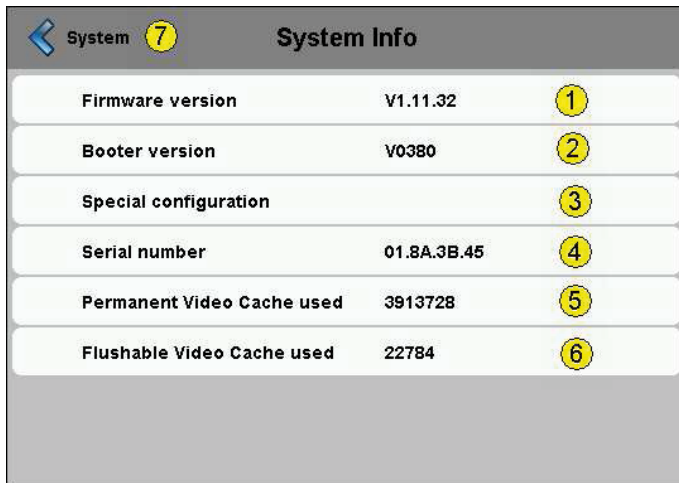 System 7 System Info
Firmware version V1.11.32 1
Booter version V0380 2
Special configuration 3
Serial number 01.8A.3B.45 4
Permanent Video Cache used 3913728 5
Flushable Video Cache used 22784 6